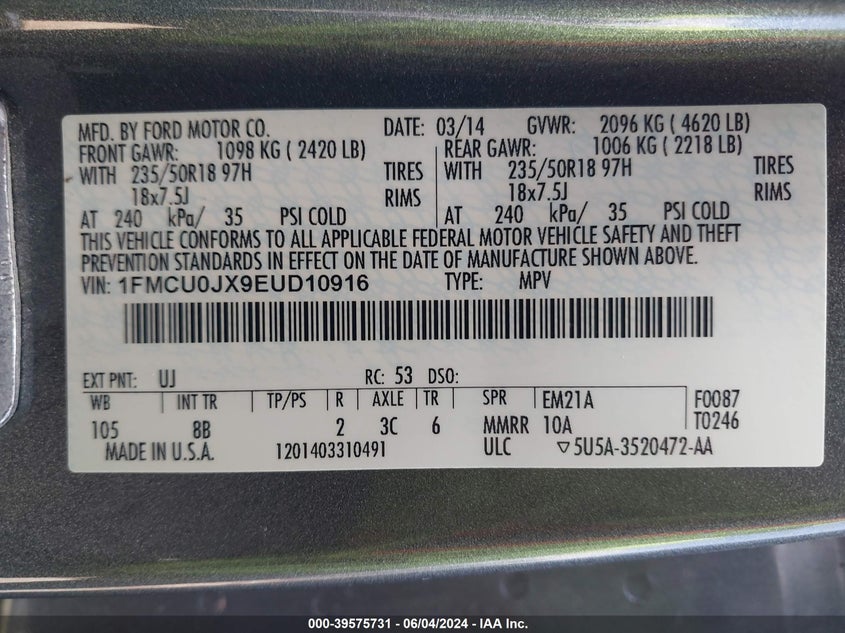 MFD. BY FORD MOTOR CO. DATE: 03/14 GVWR: 2096 KG ( 4620 LB)
FRONT GAWR: 1098 KG ( 2420 LB) REAR GAWR: 1006 KG ( 2218 LB)
WITH 235/50R18 97H TIRES WITH 235/50R18 97H TIRES
18x7.5J RIMS 18x7.5J RIMS
AT 240 kPa/ 35 PSI COLD AT 240 kPa/ 35 PSI COLD
THIS VEHICLE CONFORMS TO ALL APPLICABLE FEDERAL MOTOR VEHICLE SAFETY AND THEFT
PREVENTION STANDARDS IN EFFECT ON THE DATE OF MANUFACTURE SHOWN ABOVE.
VIN: 1FMCU0JX9EUD10916 TYPE: MPV
EXT PNT: UJ RC: 53 DSO:
WB INT TR TP/PS R AXLE TR SPR EM21A F0087
105 8B 2 3C 6 MMRR 10A T0246
MADE IN U.S.A. 1201403310491 ULC ▽5U5A-3520472-AA
000-39575731 - 06/04/2024 - IAA Inc.